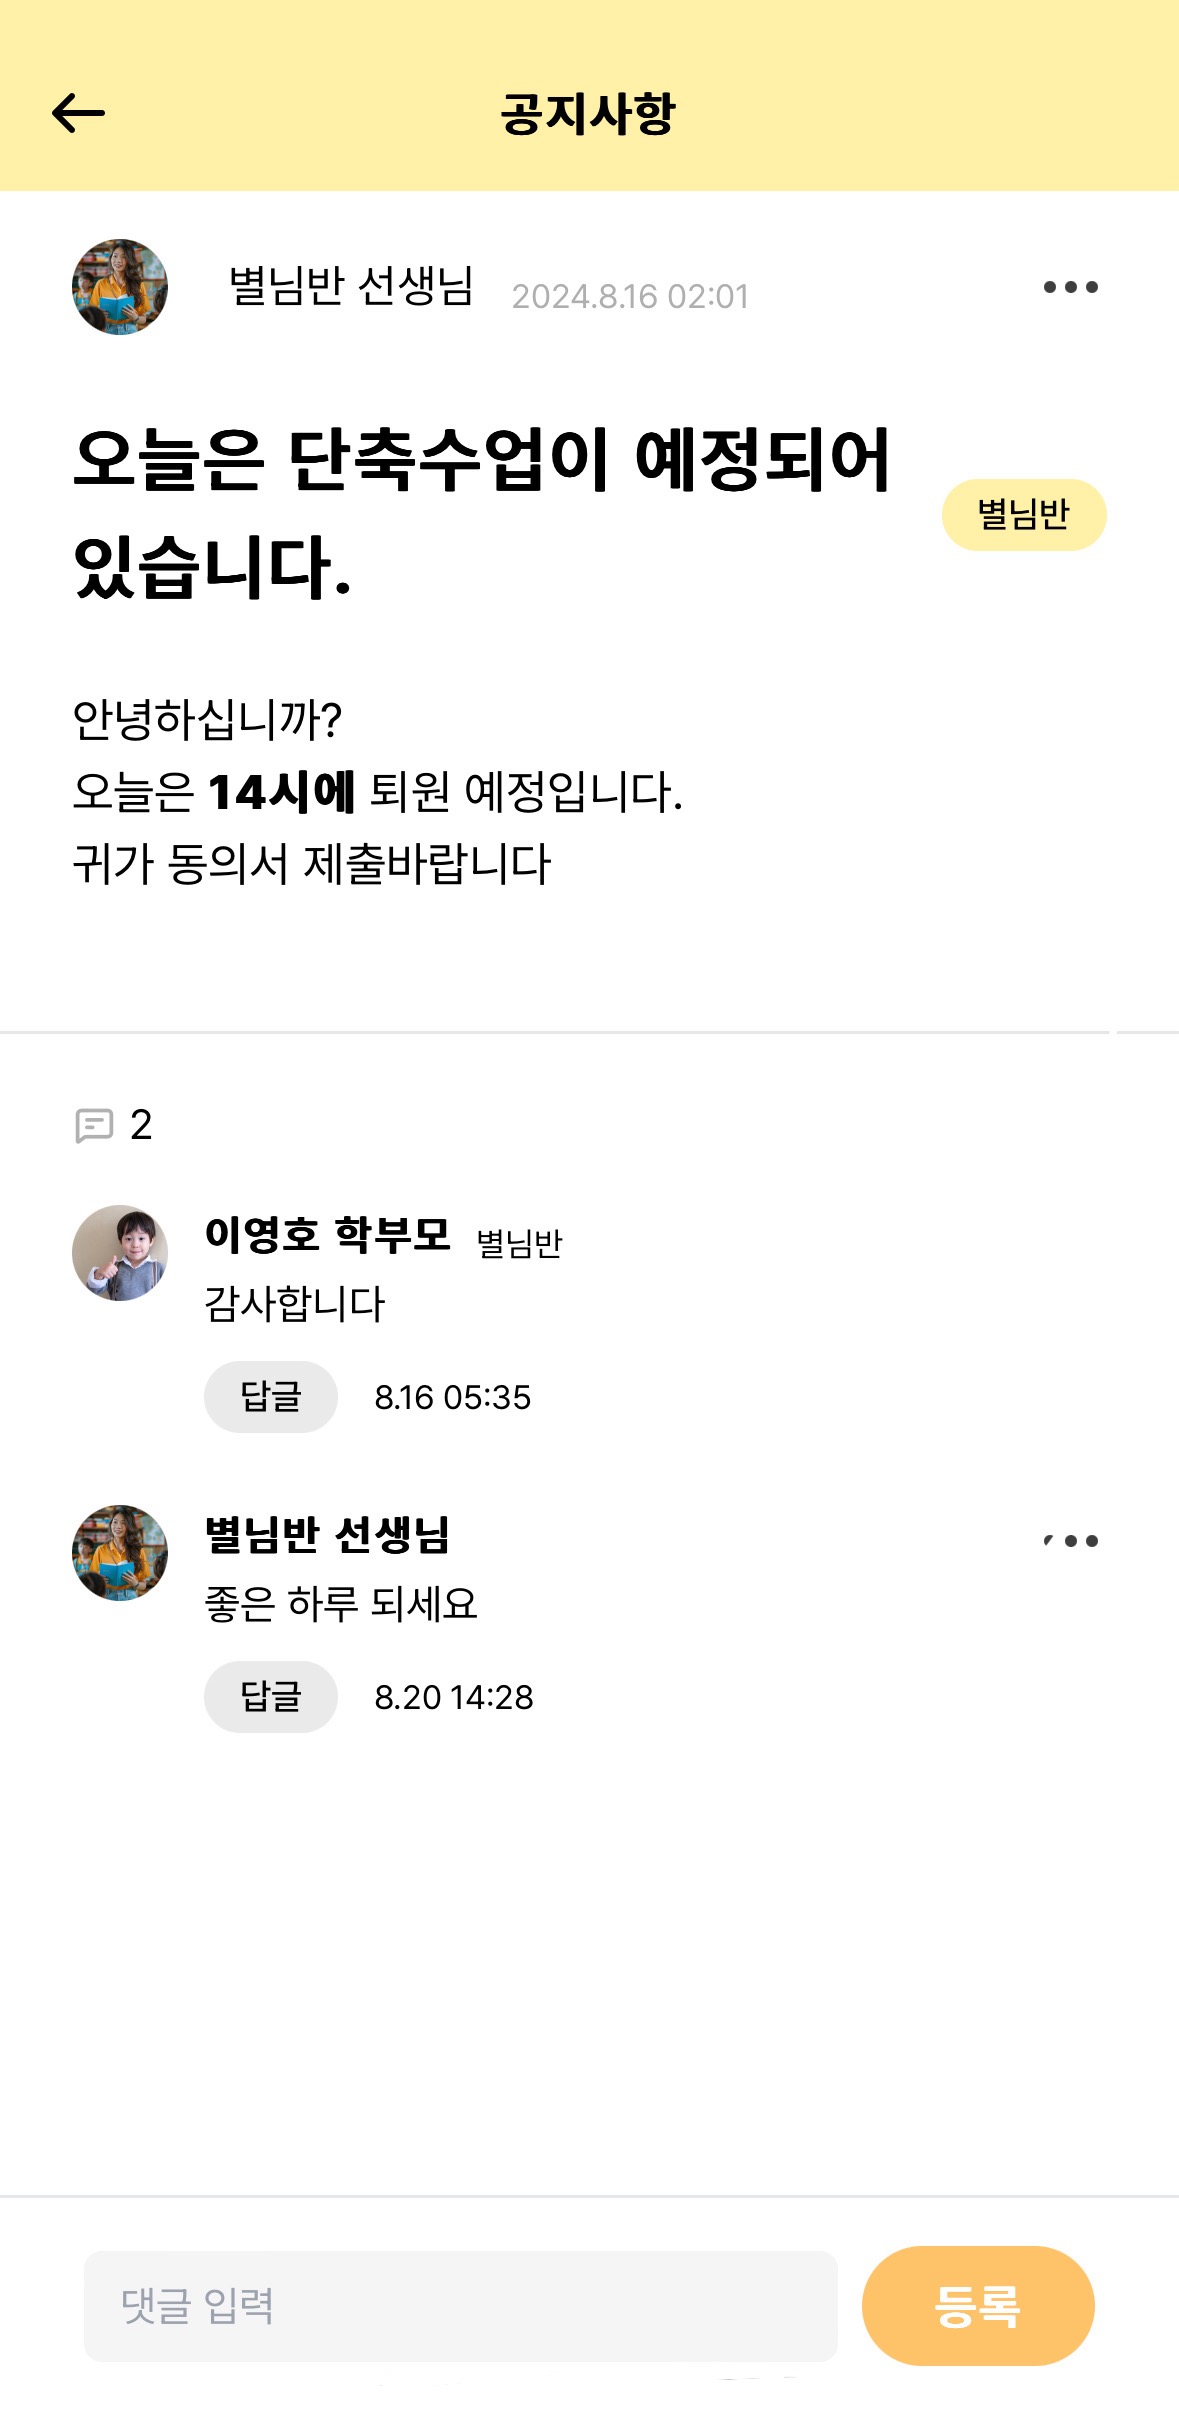 공지사항
별님반 선생님 2024.8.16 02:01
오늘은 단축수업이 예정되어
있습니다.
별님반
안녕하십니까?
오늘은 14시에 퇴원 예정입니다.
귀가 동의서 제출바랍니다
2
이영호 학부모 별님반
감사합니다
답글 8.16 05:35
별님반 선생님
좋은 하루 되세요
답글 8.20 14:28
댓글 입력 등록